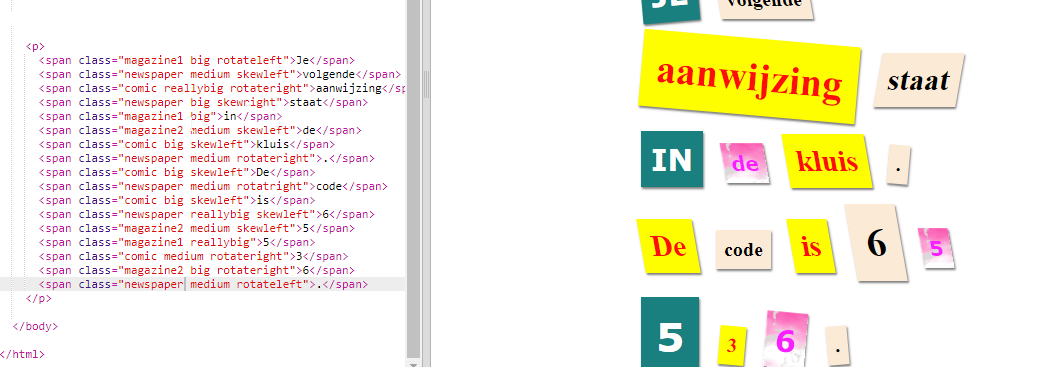 <p>
<span class="magazine1 big rotateleft">Je</span>
<span class="newspaper medium skewleft">volgende</span>
<span class="comic reallybig rotateright">aanwijzing</sp
<span class="newspaper big skewright">staat</span>
<span class="magazine1 big">in</span>
<span class="magazine2 medium skewleft">de</span>
<span class="comic big skewleft">kluis</span>
<span class="newspaper medium rotateright">.</span>
<span class="comic big skewleft">De</span>
<span class="newspaper medium rotatright">code</span>
<span class="comic big skewleft">is</span>
<span class="newspaper reallybig skewleft">6</span>
<span class="magazine2 medium skewleft">5</span>
<span class="magazine1 reallybig">5</span>
<span class="comic medium rotateright">3</span>
<span class="magazine2 big rotateright">6</span>
<span class="newspaper medium rotateleft">.</span>
</p>
</body>
</html>
JE volgende
aanwijzing staat
IN de kluis .
De code is 6 5
5 3 6 .